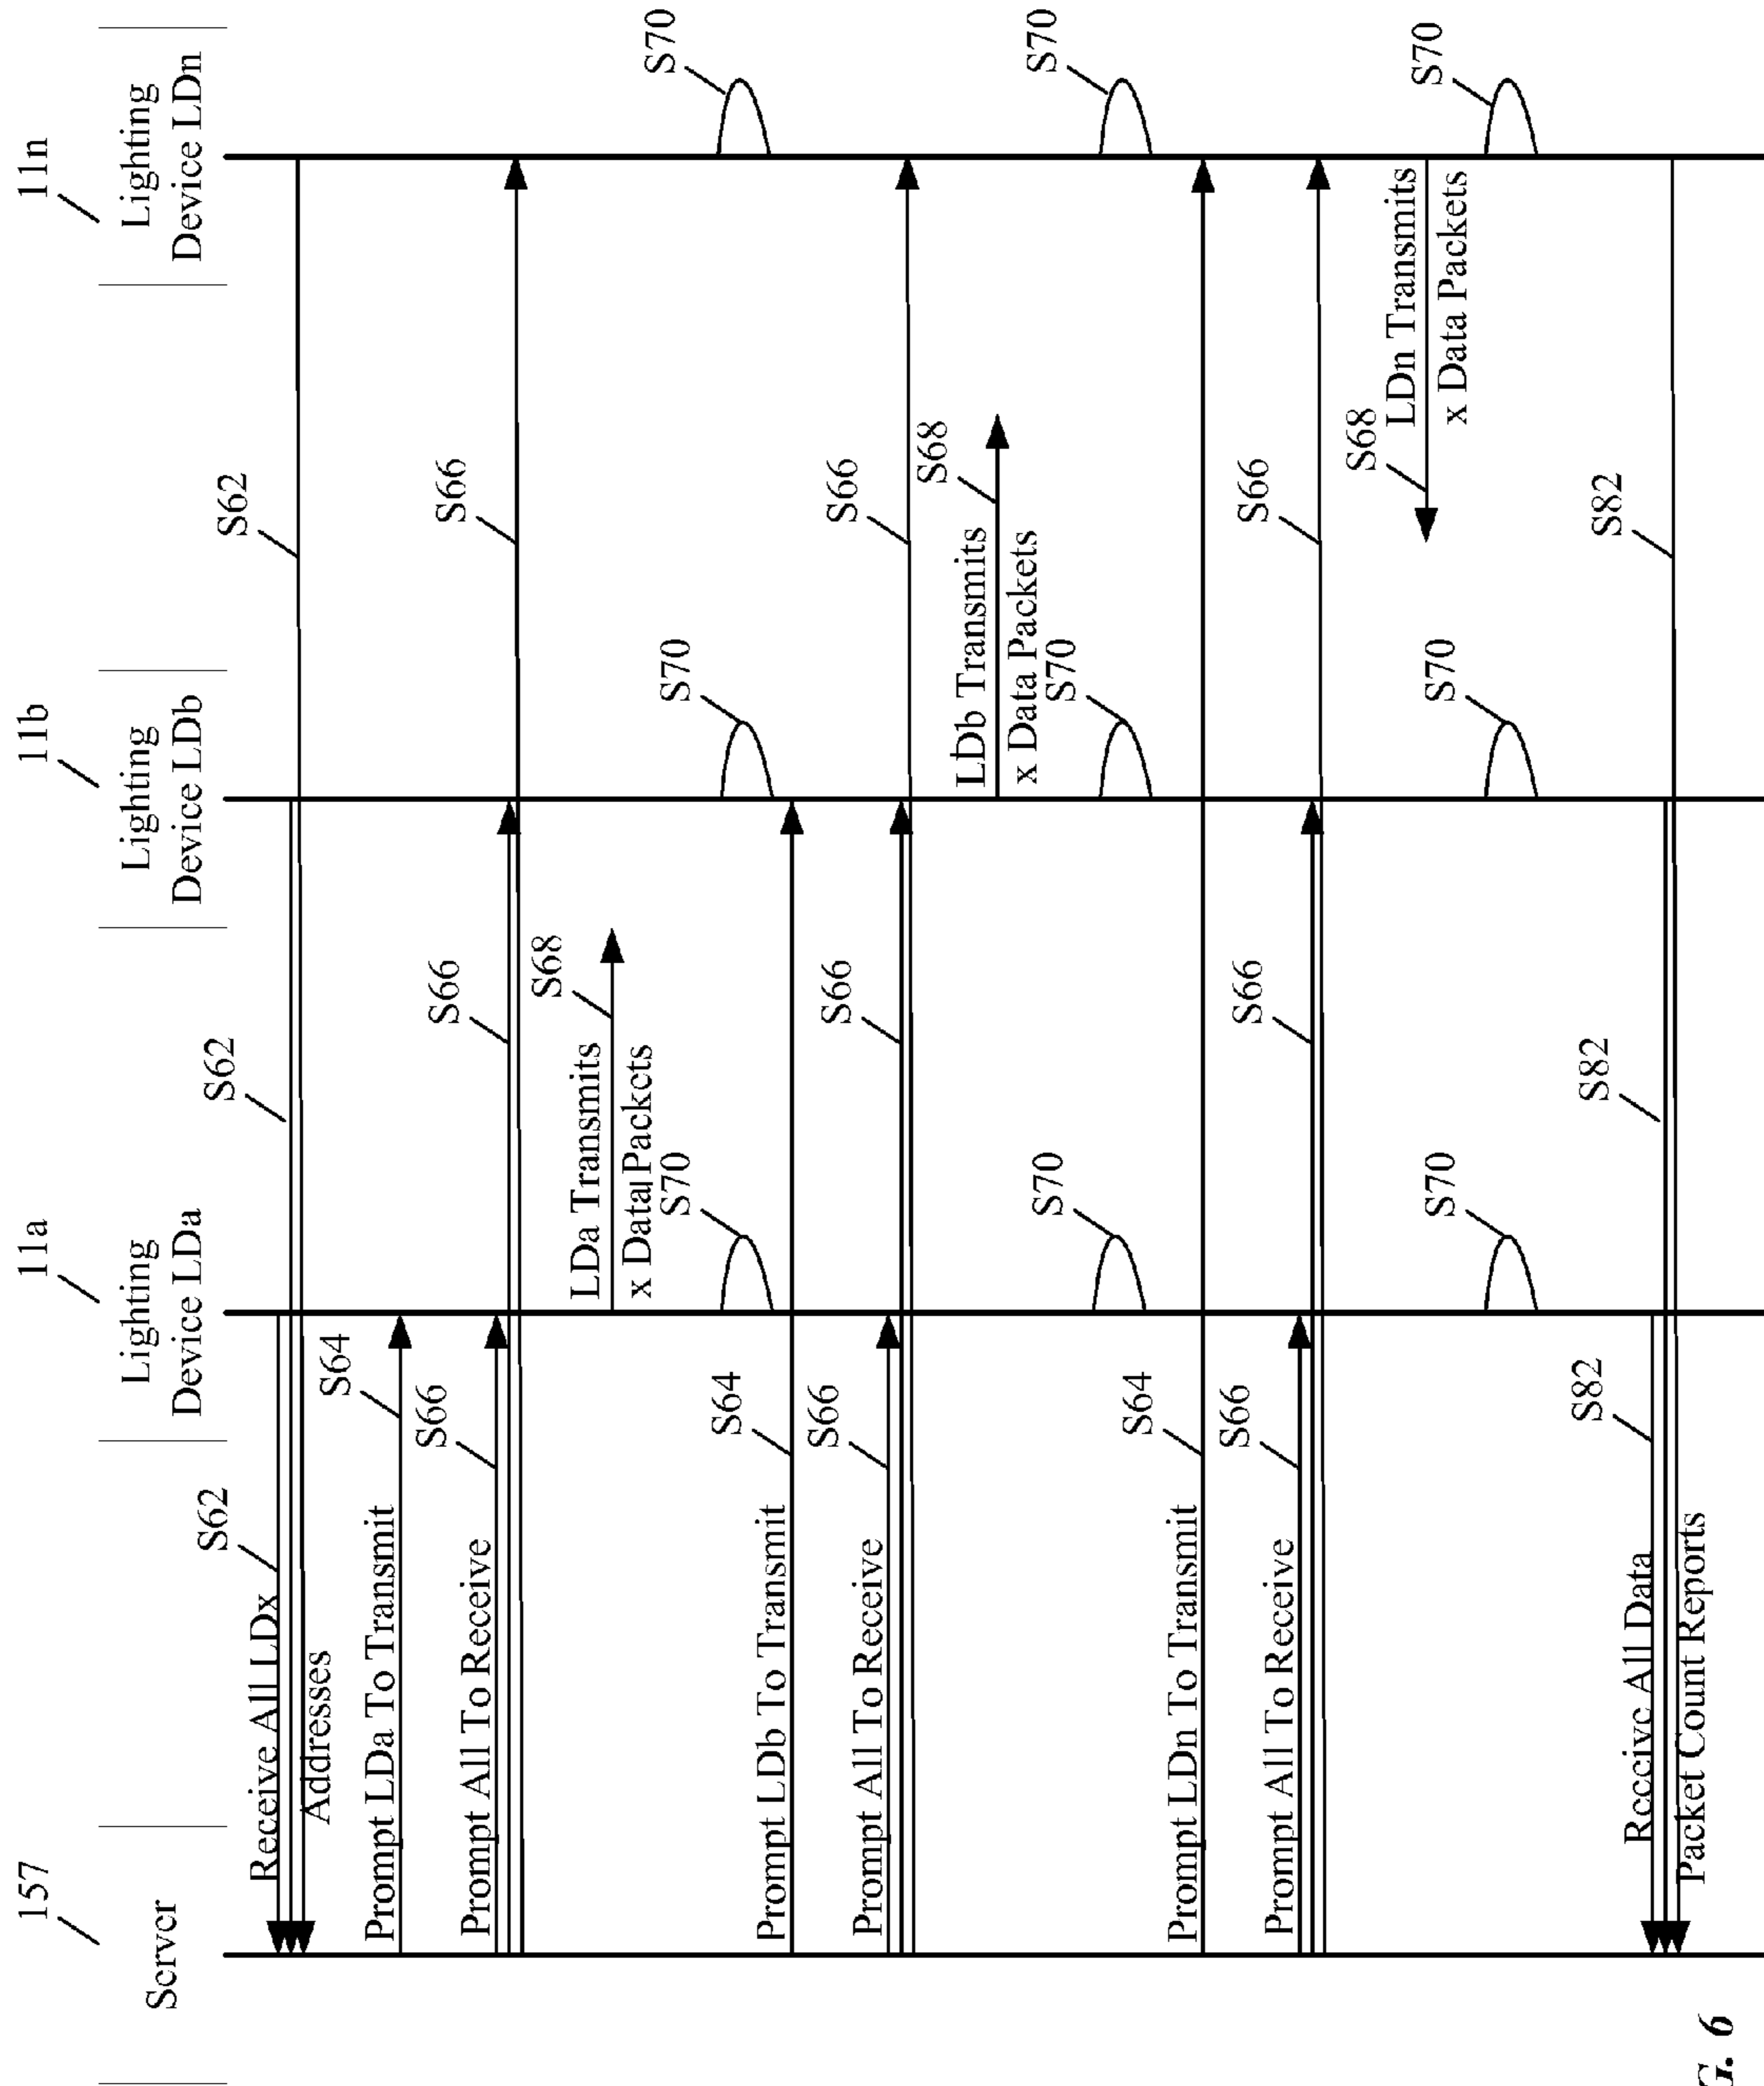 157
Server
11a
Lighting
Device LDa
11b
Lighting
Device LDb
11n
Lighting
Device LDn
S62
S62
S62
Receive All LDx
Addresses
S64
Prompt LDa To Transmit
S66
S66
S66
Prompt All To Receive
S68
LDa Transmits
x Data Packets
S70
S70
S70
S64
Prompt LDb To Transmit
S66
S66
S66
Prompt All To Receive
S68
LDb Transmits
x Data Packets
S70
S70
S70
S64
Prompt LDn To Transmit
S66
S66
S66
Prompt All To Receive
S68
LDn Transmits
x Data Packets
S70
S70
S70
S82
S82
S82
Receive All Data
Packet Count Reports
G. 6